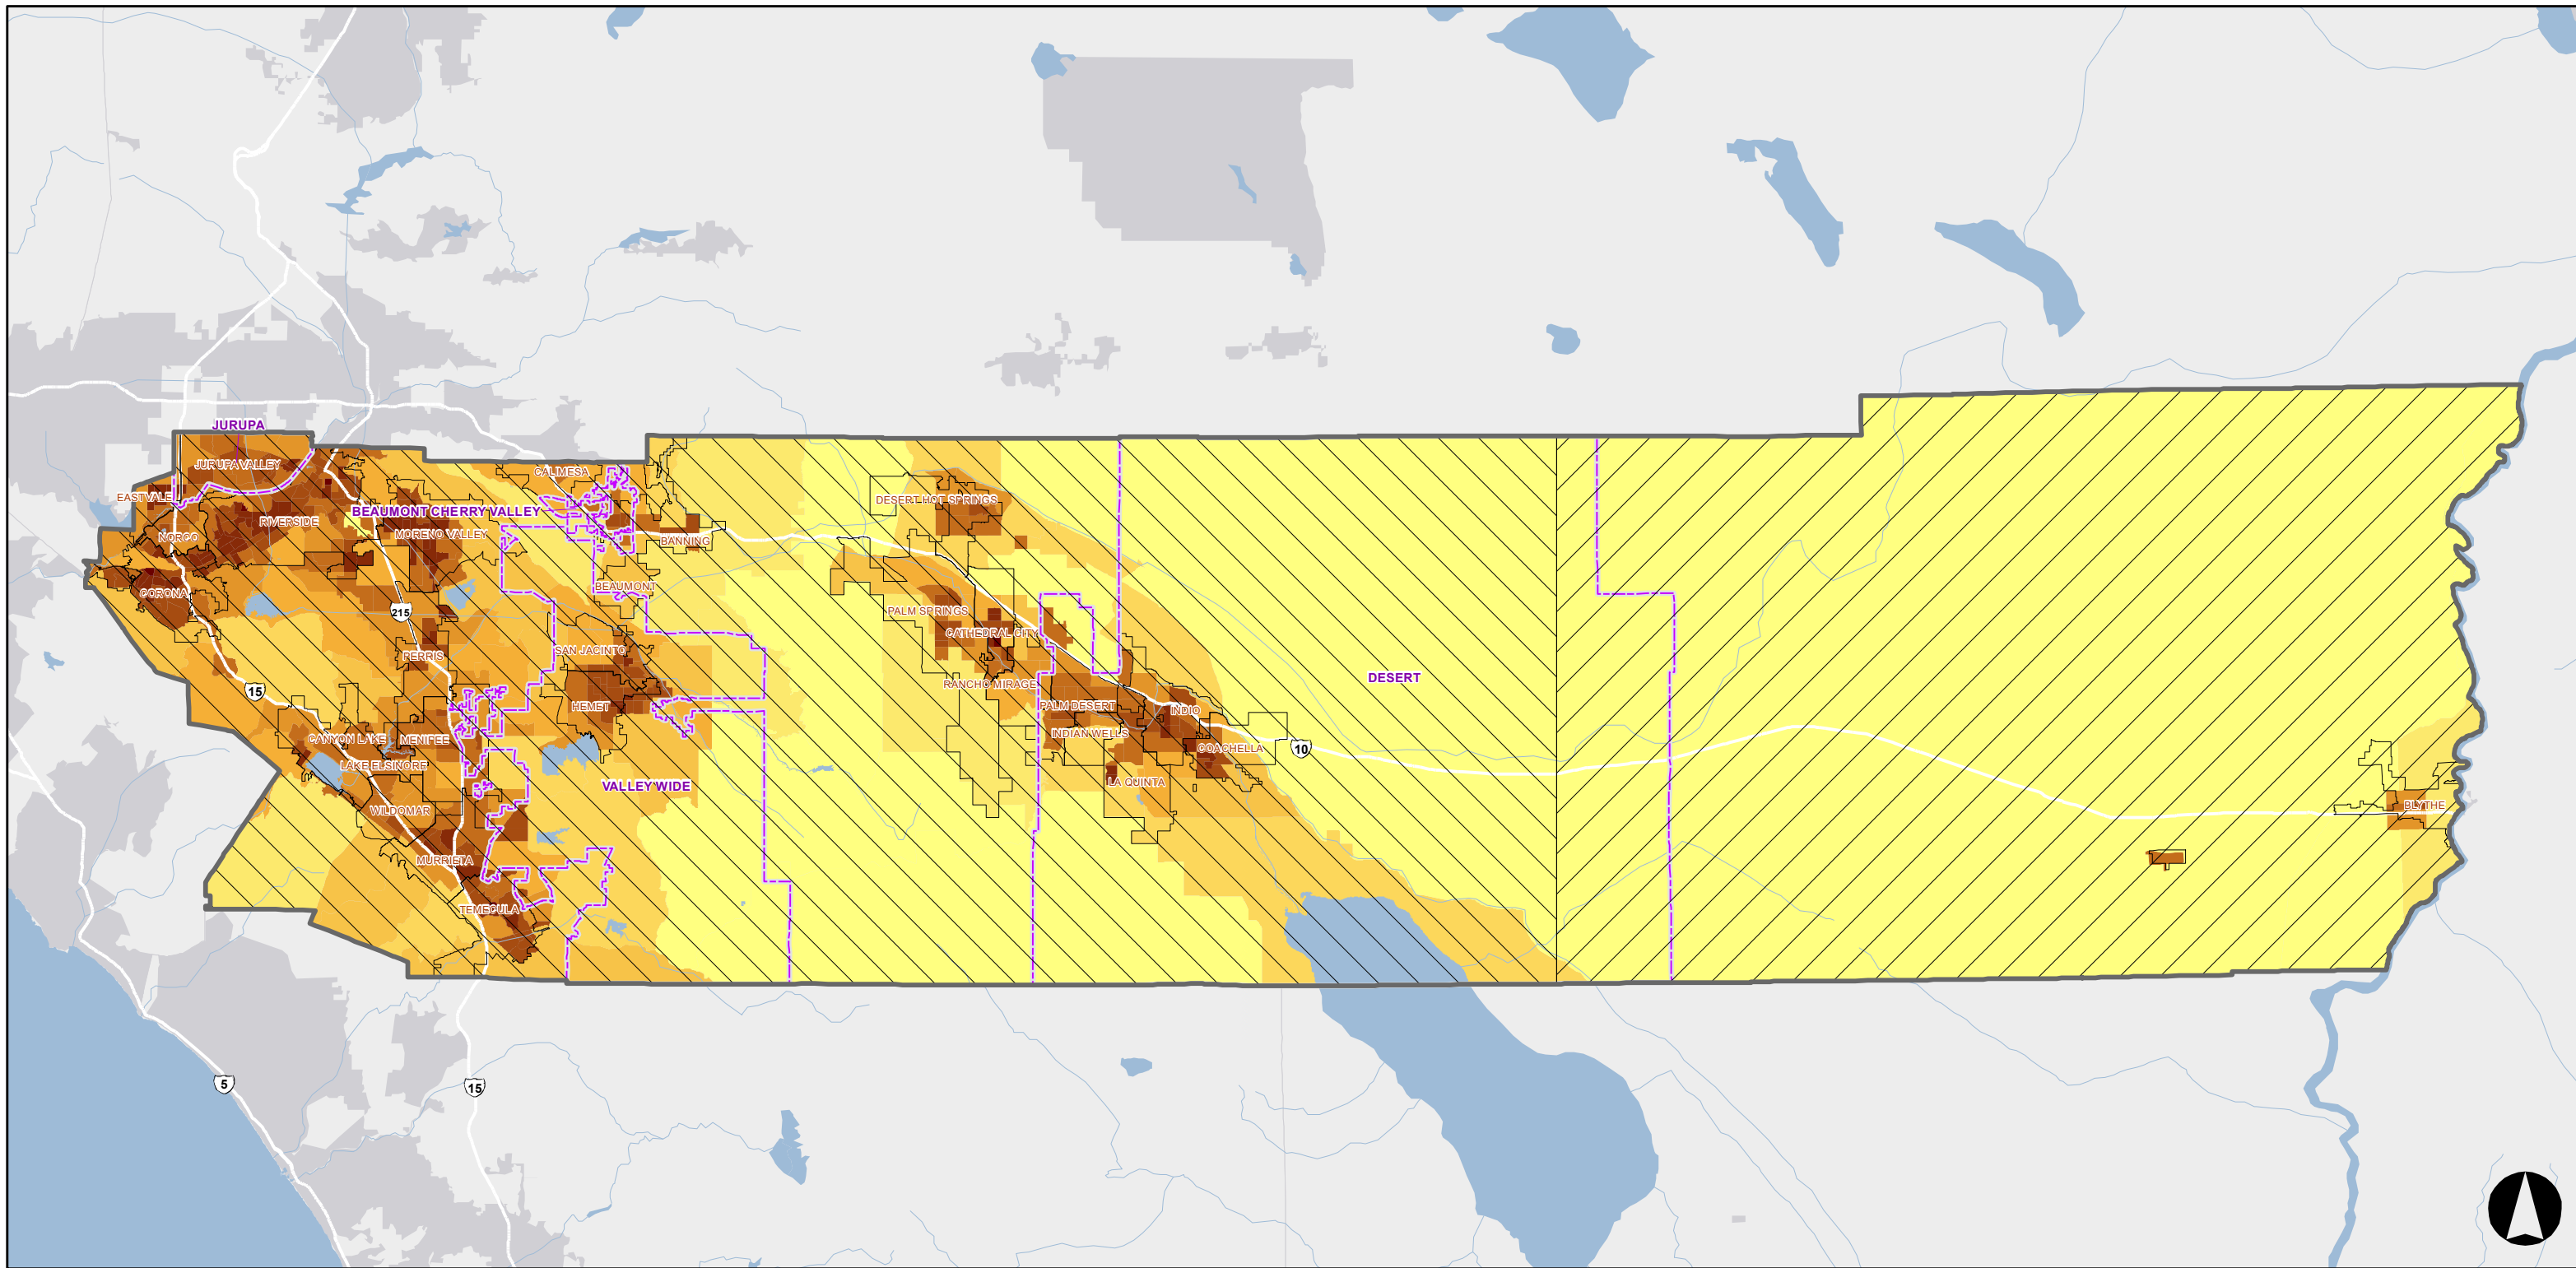 JURUPA
JURUPA VALLEY
CALIMESA
EASTVALE
DESERT HOT SPRINGS
BEAUMONT CHERRY VALLEY
RIVERSIDE
MORENO VALLEY
NORCO
BANNING
BEAUMONT
CORONA
215
PALM SPRINGS
CATHEDRAL CITY
SAN JACINTO
PERRIS
DESERT
RANCHO MIRAGE
15
HEMET
PALM DESERT
INDIO
INDIAN WELLS
CANYON LAKE
MENIFEE
COACHELLA
10
LAKE ELSINORE
LA QUINTA
VALLEY WIDE
BLYTHE
WILDOMAR
MURRIETA
TEMECULA
5
15